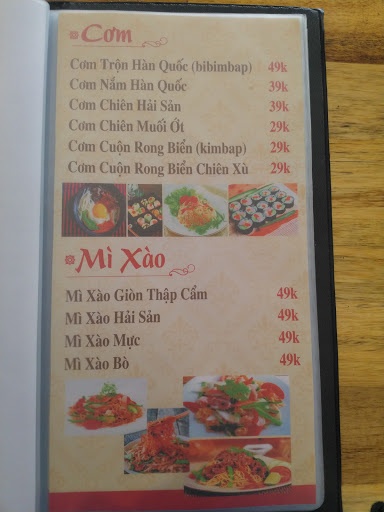 Cơm
Cơm Trộn Hàn Quốc (bibimbap) 49k
Cơm Nắm Hàn Quốc 39k
Cơm Chiên Hải Sản 39k
Cơm Chiên Muối Ớt 29k
Cơm Cuộn Rong Biển (kimbap) 29k
Cơm Cuộn Rong Biển Chiên Xù 29k
Mì Xào
Mì Xào Giòn Thập Cẩm 49k
Mì Xào Hải Sản 49k
Mì Xào Mực 49k
Mì Xào Bò 49k